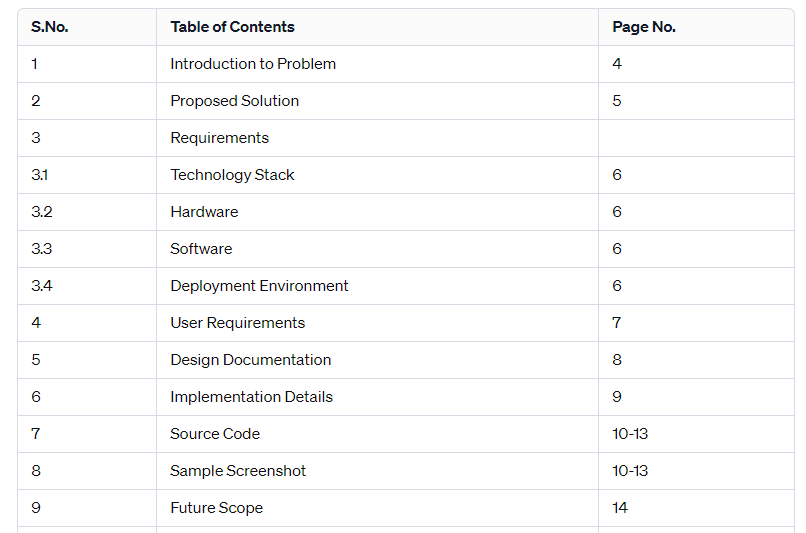 S.No. Table of Contents Page No.
1 Introduction to Problem 4
2 Proposed Solution 5
3 Requirements
3.1 Technology Stack 6
3.2 Hardware 6
3.3 Software 6
3.4 Deployment Environment 6
4 User Requirements 7
5 Design Documentation 8
6 Implementation Details 9
7 Source Code 10-13
8 Sample Screenshot 10-13
9 Future Scope 14